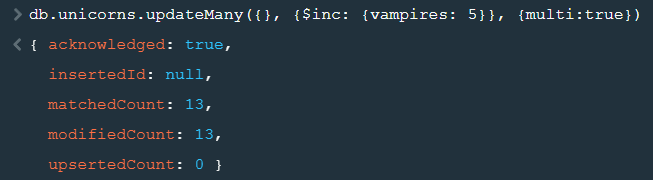 > db.unicorns.updateMany({}, {$inc: {vampires: 5}}, {multi:true})
< { acknowledged: true,
insertedId: null,
matchedCount: 13,
modifiedCount: 13,
upsertedCount: 0 }